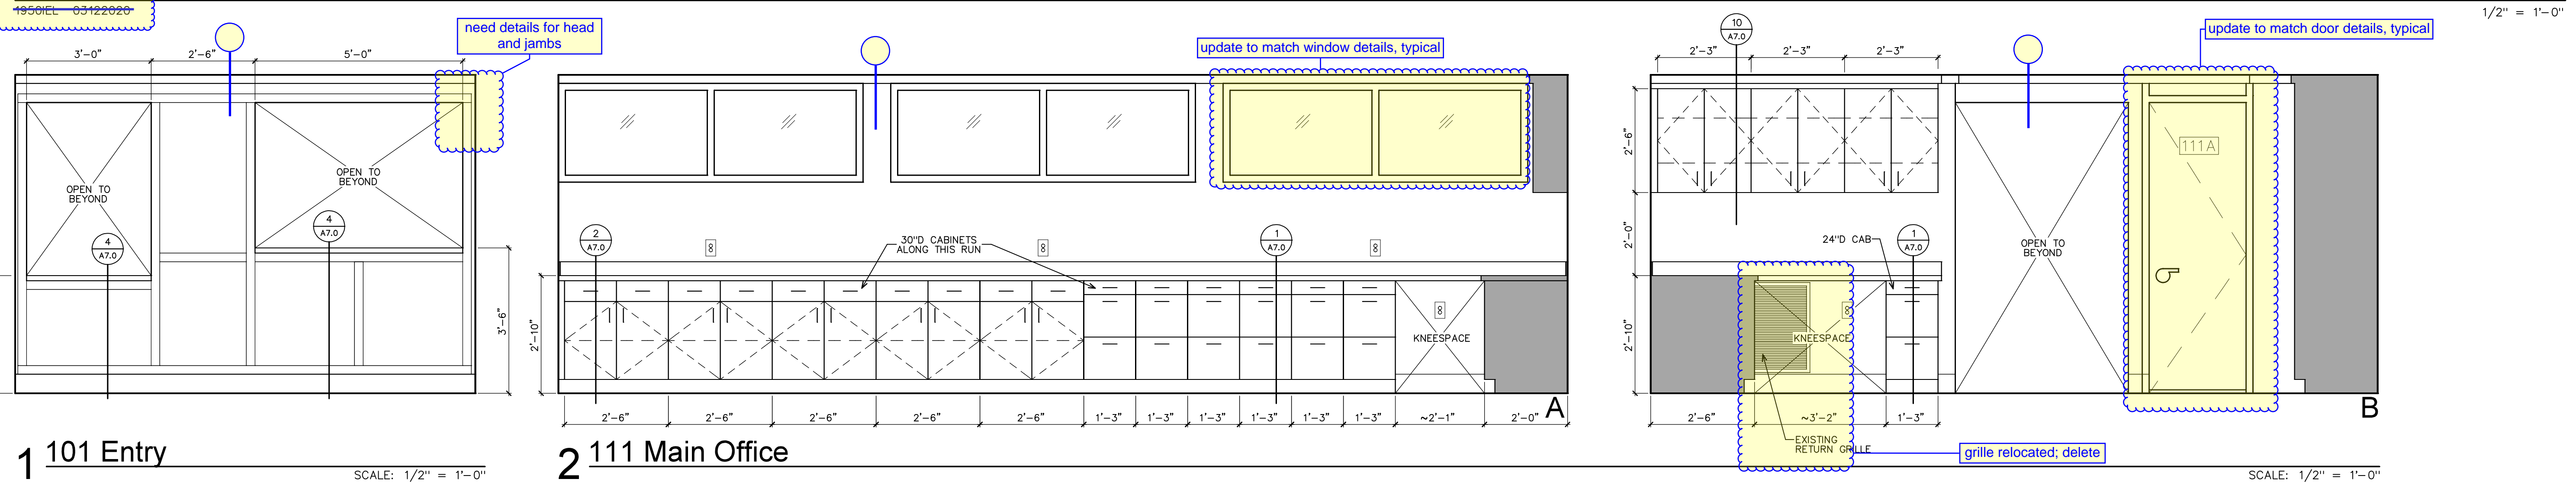 1950IEL 03122020
1/2" = 1'-0"
need details for head
and jambs
3'-0"
2'-6"
5'-0"
OPEN TO
BEYOND
OPEN TO
BEYOND
4
A7.0
4
A7.0
3'-6"
1 101 Entry
SCALE: 1/2" = 1'-0"
update to match window details, typical
2
A7.0
30"D CABINETS
ALONG THIS RUN
1
A7.0
2'-10"
KNEESPACE
2'-6"
2'-6"
2'-6"
2'-6"
2'-6"
1'-3"
1'-3"
1'-3"
1'-3"
1'-3"
1'-3"
~2'-1"
2'-0"
A
2 111 Main Office
10
A7.0
2'-3"
2'-3"
2'-3"
update to match door details, typical
2'-6"
2'-0"
2'-10"
111A
24"D CAB
1
A7.0
OPEN TO
BEYOND
KNEESPACE
2'-6"
~3'-2"
1'-3"
B
EXISTING
RETURN GRILLE
grille relocated; delete
SCALE: 1/2" = 1'-0"